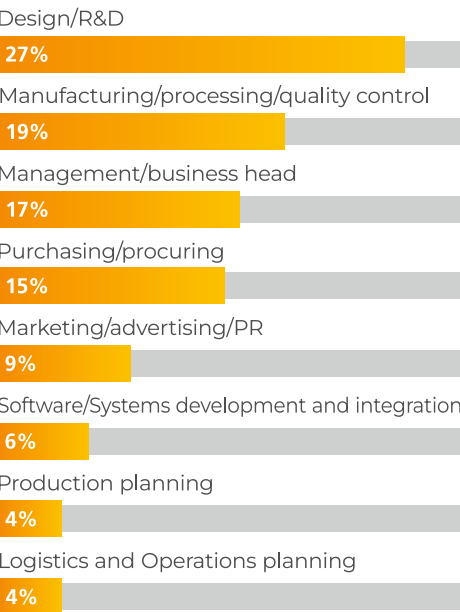 Design/R&D
27%
Manufacturing/processing/quality control
19%
Management/business head
17%
Purchasing/procuring
15%
Marketing/advertising/PR
9%
Software/Systems development and integration
6%
Production planning
4%
Logistics and Operations planning
4%